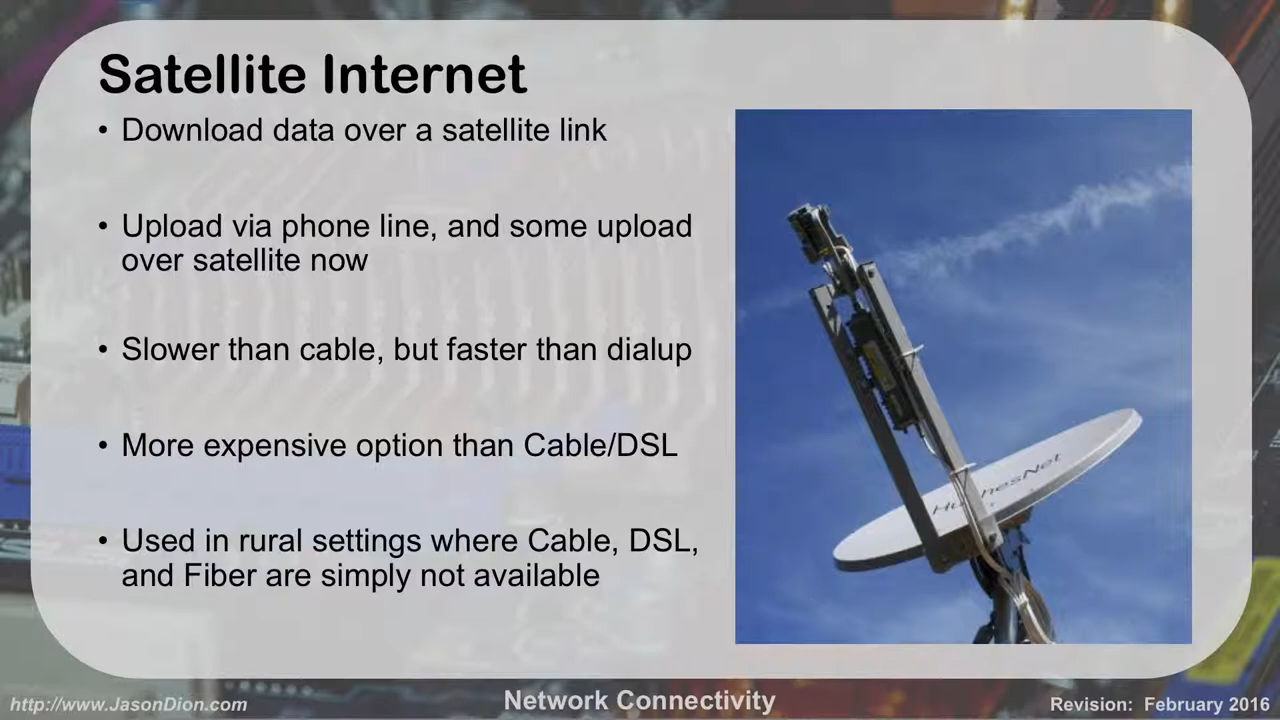 Satellite Internet
• Download data over a satellite link
• Upload via phone line, and some upload
over satellite now
• Slower than cable, but faster than dialup
• More expensive option than Cable/DSL
• Used in rural settings where Cable, DSL,
and Fiber are simply not available
HughesNet
http://www.JasonDion.com
Network Connectivity
Revision: February 2016